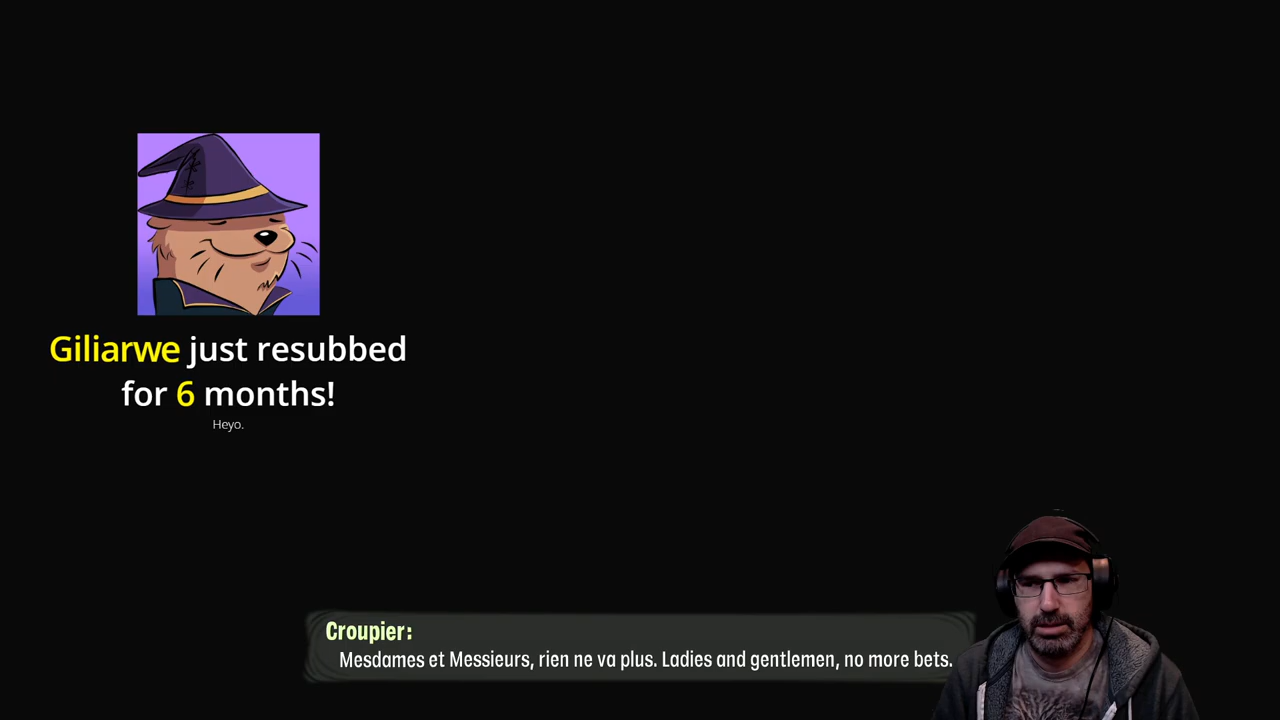 Giliarwe just resubbed
for 6 months!
Heyo.
Croupier:
Mesdames et Messieurs, rien ne va plus. Ladies and gentlemen, no more bets.